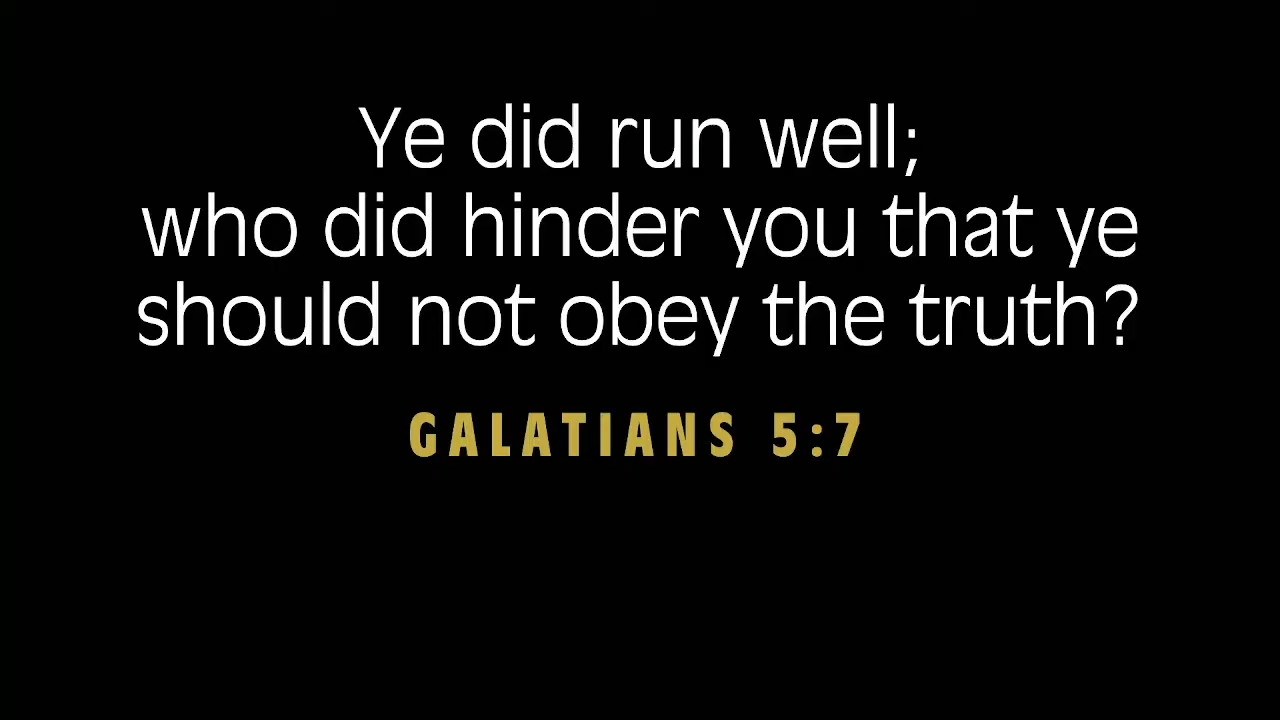 Ye did run well;
who did hinder you that ye
should not obey the truth?
GALATIANS 5:7